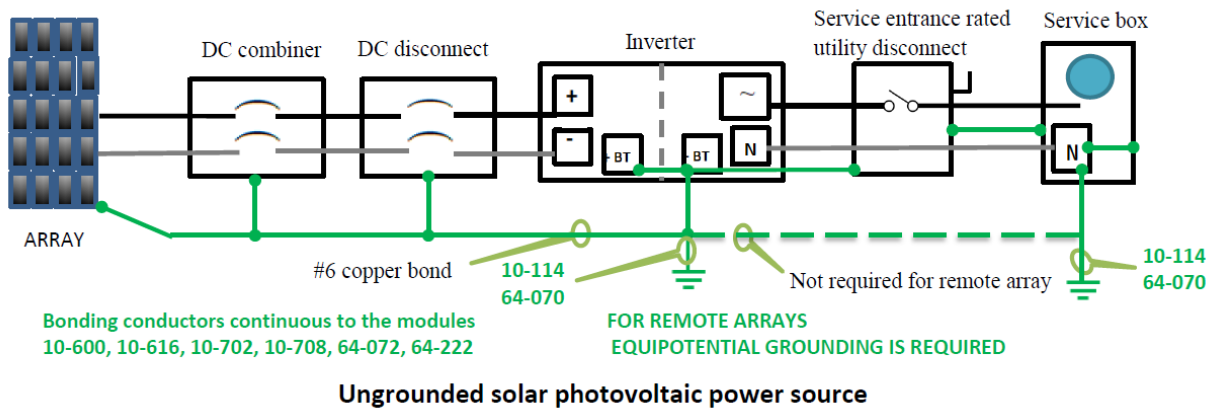 Service entrance rated
utility disconnect
Service box
DC combiner
DC disconnect
Inverter
+
~
-
- BT
- BT
N
N
ARRAY
#6 copper bond
10-114
64-070
Not required for remote array
10-114
64-070
Bonding conductors continuous to the modules
10-600, 10-616, 10-702, 10-708, 64-072, 64-222
FOR REMOTE ARRAYS
EQUIPOTENTIAL GROUNDING IS REQUIRED
Ungrounded solar photovoltaic power source